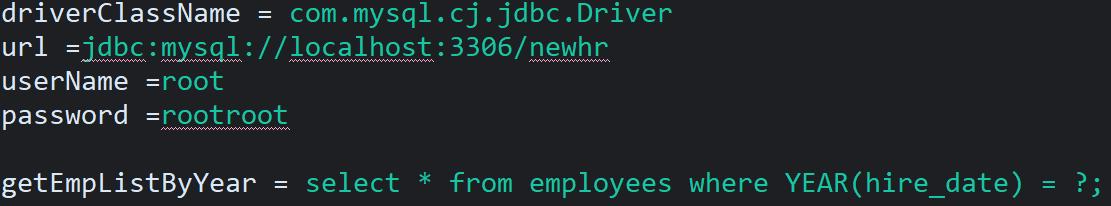 driverClassName = com.mysql.cj.jdbc.Driver
url =jdbc:mysql://localhost:3306/newhr
userName =root
password =rootroot
getEmpListByYear = select * from employees where YEAR(hire_date) = ?;